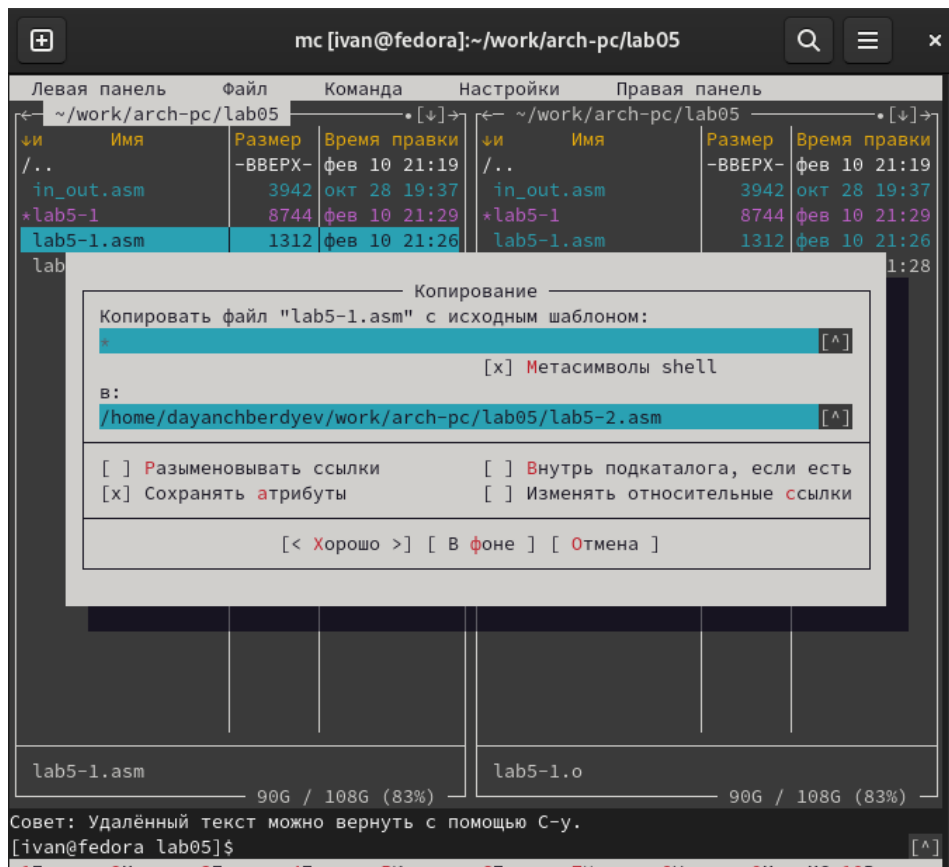 mc [ivan@fedora]:~/work/arch-pc/lab05
Левая панель Файл Команда Настройки Правая панель
~/work/arch-pc/lab05 [↓] ~/work/arch-pc/lab05 [↓]
↓и Имя Размер Время правки ↓и Имя Размер Время правки
/.. -ВВЕРХ- фев 10 21:19 /.. -ВВЕРХ- фев 10 21:19
in_out.asm 3942 окт 28 19:37 in_out.asm 3942 окт 28 19:37
*lab5-1 8744 фев 10 21:29 *lab5-1 8744 фев 10 21:29
lab5-1.asm 1312 фев 10 21:26 lab5-1.asm 1312 фев 10 21:26
lab 1:28
Копирование
Копировать файл "lab5-1.asm" с исходным шаблоном:
* [^]
[x] Метасимволы shell
в:
/home/dayanchberdyev/work/arch-pc/lab05/lab5-2.asm [^]
[ ] Разыменовывать ссылки [ ] Внутрь подкаталога, если есть
[x] Сохранять атрибуты [ ] Изменять относительные ссылки
[< Хорошо >] [ В фоне ] [ Отмена ]
lab5-1.asm lab5-1.o
90G / 108G (83%) 90G / 108G (83%)
Совет: Удалённый текст можно вернуть с помощью C-y.
[ivan@fedora lab05]$ [^]